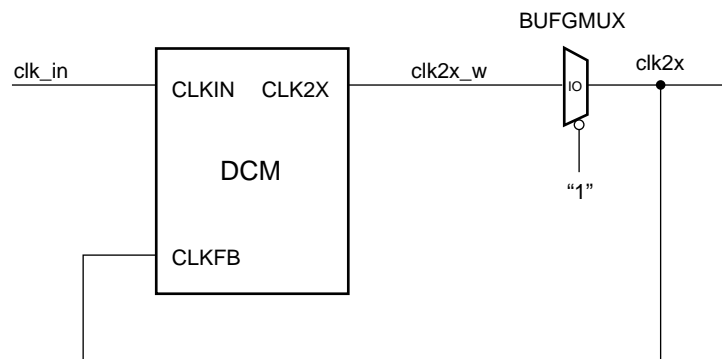 BUFGMUX
clk_in
clk2x_w
clk2x
CLKIN CLK2X
IO
DCM
“1”
CLKFB